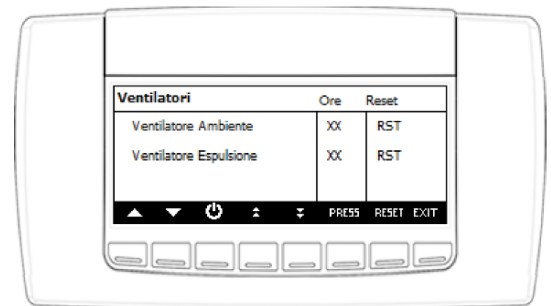 Ventilatori Ore Reset
Ventilatore Ambiente XX RST
Ventilatore Espulsione XX RST
PRESS RESET EXIT